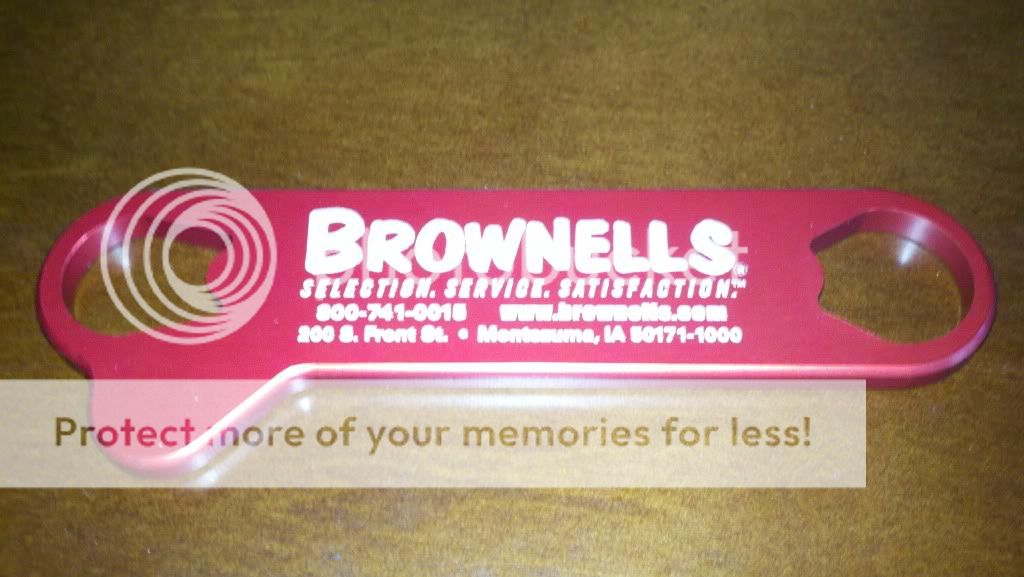 BROWNELLS®
SELECTION. SERVICE. SATISFACTION.™
800-741-0015 www.brownells.com
200 S. Front St. • Montezuma, IA 50171-1000
photobucket
Protect more of your memories for less!